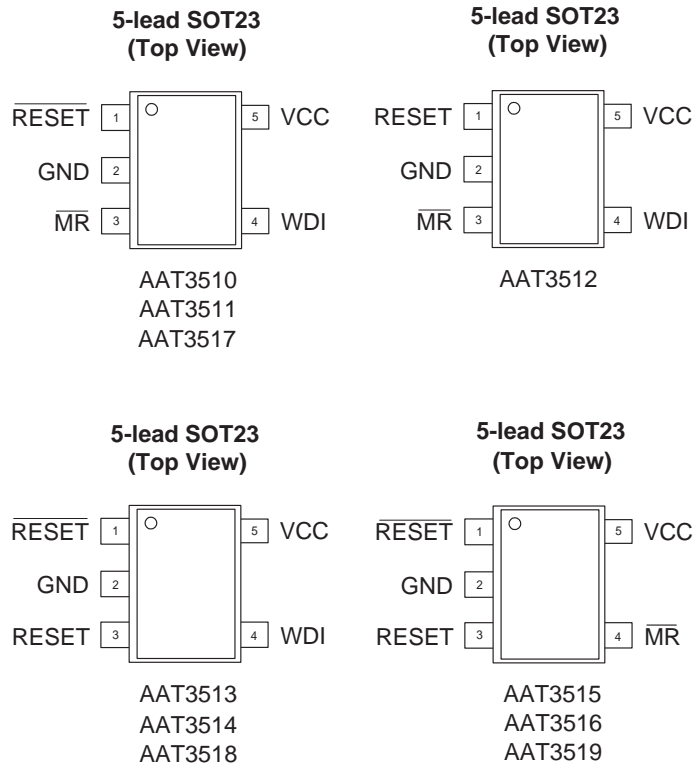 5-lead SOT23
(Top View)
RESET 1 5 VCC
GND 2
MR 3 4 WDI
AAT3510
AAT3511
AAT3517
5-lead SOT23
(Top View)
RESET 1 5 VCC
GND 2
MR 3 4 WDI
AAT3512
5-lead SOT23
(Top View)
RESET 1 5 VCC
GND 2
RESET 3 4 WDI
AAT3513
AAT3514
AAT3518
5-lead SOT23
(Top View)
RESET 1 5 VCC
GND 2
RESET 3 4 MR
AAT3515
AAT3516
AAT3519